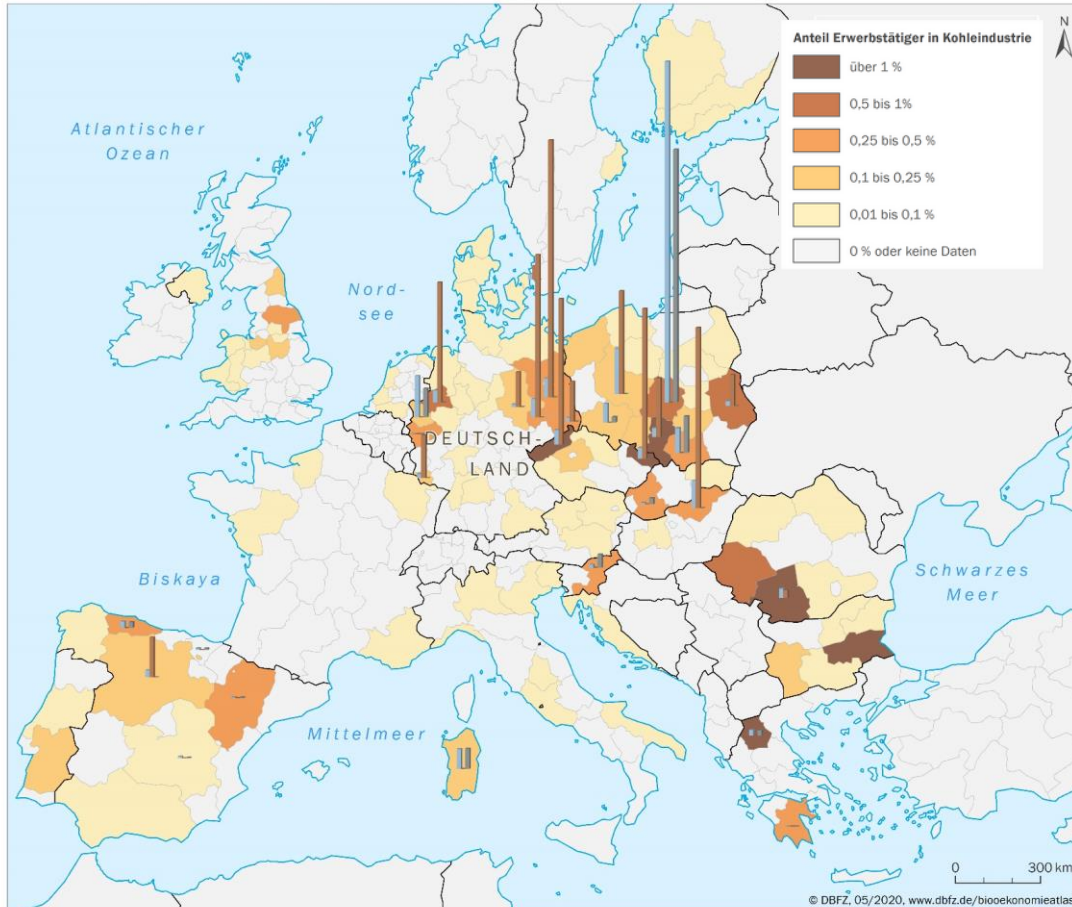 Anteil Erwerbstätiger in Kohleindustrie
über 1 %
0,5 bis 1%
0,25 bis 0,5 %
0,1 bis 0,25 %
0,01 bis 0,1 %
0 % oder keine Daten
N
Atlantischer
Ozean
Nord-
see
DEUTSCH-
LAND
Biskaya
Schwarzes
Meer
Mittelmeer
0 300 km
© DBFZ, 05/2020, www.dbfz.de/biooekonomieatlas